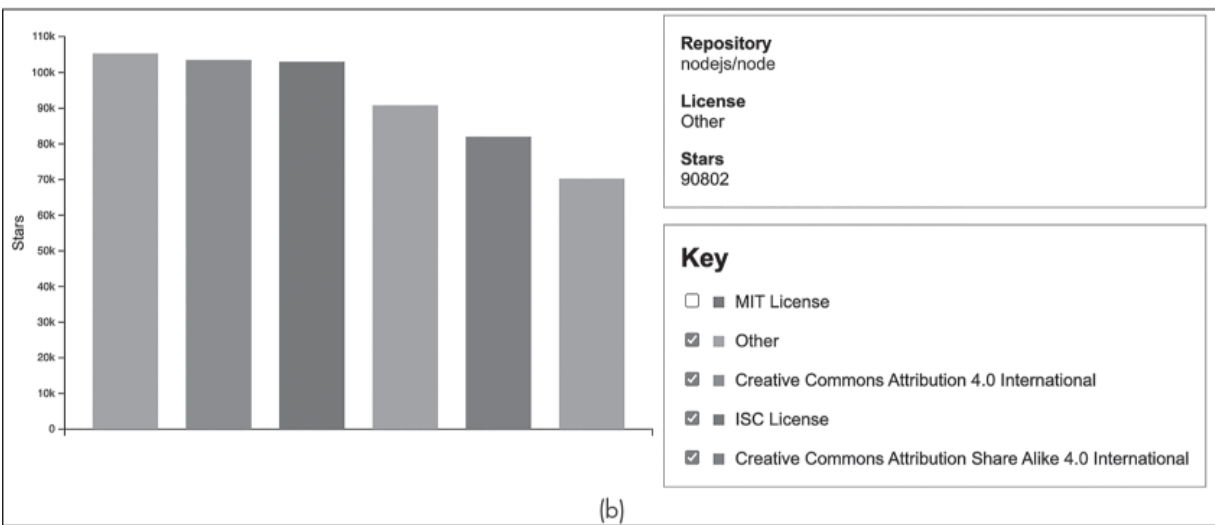 110k
100k
90k
80k
70k
60k
50k
40k
30k
20k
10k
0
Stars
Repository
nodejs/node
License
Other
Stars
90802
Key
MIT License
Other
Creative Commons Attribution 4.0 International
ISC License
Creative Commons Attribution Share Alike 4.0 International
(b)